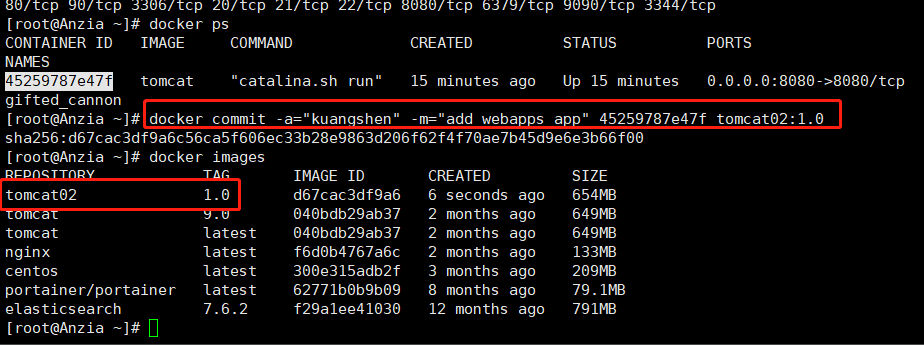 80/tcp 90/tcp 3306/tcp 20/tcp 21/tcp 22/tcp 8080/tcp 6379/tcp 9090/tcp 3344/tcp
[root@Anzia ~]# docker ps
CONTAINER ID   IMAGE     COMMAND             CREATED          STATUS          PORTS
NAMES
45259787e47f   tomcat    "catalina.sh run"   15 minutes ago   Up 15 minutes   0.0.0.0:8080->8080/tcp
gifted_cannon
[root@Anzia ~]# docker commit -a="kuangshen" -m="add webapps app" 45259787e47f tomcat02:1.0
sha256:d67cac3df9a6c56ca5f606ec33b28e9863d206f62f4f70ae7b45d9e6e3b66f00
[root@Anzia ~]# docker images
REPOSITORY            TAG       IMAGE ID       CREATED         SIZE
tomcat02              1.0       d67cac3df9a6   6 seconds ago   654MB
tomcat                9.0       040bdb29ab37   2 months ago    649MB
tomcat                latest    040bdb29ab37   2 months ago    649MB
nginx                 latest    f6d0b4767a6c   2 months ago    133MB
centos                latest    300e315adb2f   3 months ago    209MB
portainer/portainer   latest    62771b0b9b09   8 months ago    79.1MB
elasticsearch         7.6.2     f29a1ee41030   12 months ago   791MB
[root@Anzia ~]#